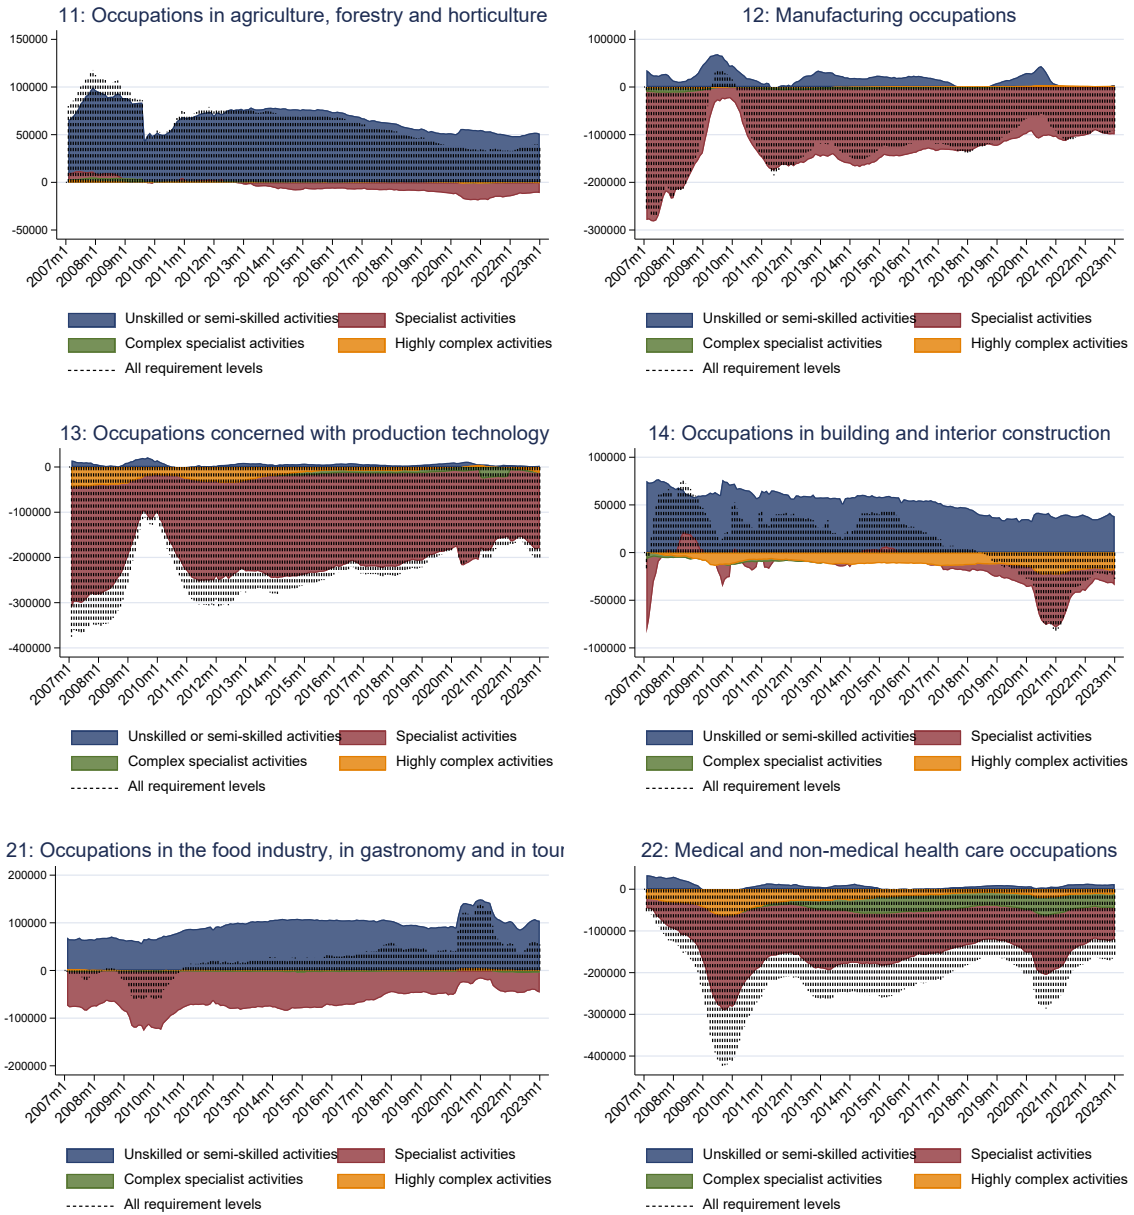 11: Occupations in agriculture, forestry and horticulture
150000
100000
50000
0
-50000
2007m1
2008m1
2009m1
2010m1
2011m1
2012m1
2013m1
2014m1
2015m1
2016m1
2017m1
2018m1
2019m1
2020m1
2021m1
2022m1
2023m1
Unskilled or semi-skilled activities
Specialist activities
Complex specialist activities
Highly complex activities
All requirement levels
12: Manufacturing occupations
100000
0
-100000
-200000
-300000
2007m1
2008m1
2009m1
2010m1
2011m1
2012m1
2013m1
2014m1
2015m1
2016m1
2017m1
2018m1
2019m1
2020m1
2021m1
2022m1
2023m1
Unskilled or semi-skilled activities
Specialist activities
Complex specialist activities
Highly complex activities
All requirement levels
13: Occupations concerned with production technology
0
-100000
-200000
-300000
-400000
2007m1
2008m1
2009m1
2010m1
2011m1
2012m1
2013m1
2014m1
2015m1
2016m1
2017m1
2018m1
2019m1
2020m1
2021m1
2022m1
2023m1
Unskilled or semi-skilled activities
Specialist activities
Complex specialist activities
Highly complex activities
All requirement levels
14: Occupations in building and interior construction
100000
50000
0
-50000
-100000
2007m1
2008m1
2009m1
2010m1
2011m1
2012m1
2013m1
2014m1
2015m1
2016m1
2017m1
2018m1
2019m1
2020m1
2021m1
2022m1
2023m1
Unskilled or semi-skilled activities
Specialist activities
Complex specialist activities
Highly complex activities
All requirement levels
21: Occupations in the food industry, in gastronomy and in tour
200000
100000
0
-100000
-200000
2007m1
2008m1
2009m1
2010m1
2011m1
2012m1
2013m1
2014m1
2015m1
2016m1
2017m1
2018m1
2019m1
2020m1
2021m1
2022m1
2023m1
Unskilled or semi-skilled activities
Specialist activities
Complex specialist activities
Highly complex activities
All requirement levels
22: Medical and non-medical health care occupations
0
-100000
-200000
-300000
-400000
2007m1
2008m1
2009m1
2010m1
2011m1
2012m1
2013m1
2014m1
2015m1
2016m1
2017m1
2018m1
2019m1
2020m1
2021m1
2022m1
2023m1
Unskilled or semi-skilled activities
Specialist activities
Complex specialist activities
Highly complex activities
All requirement levels